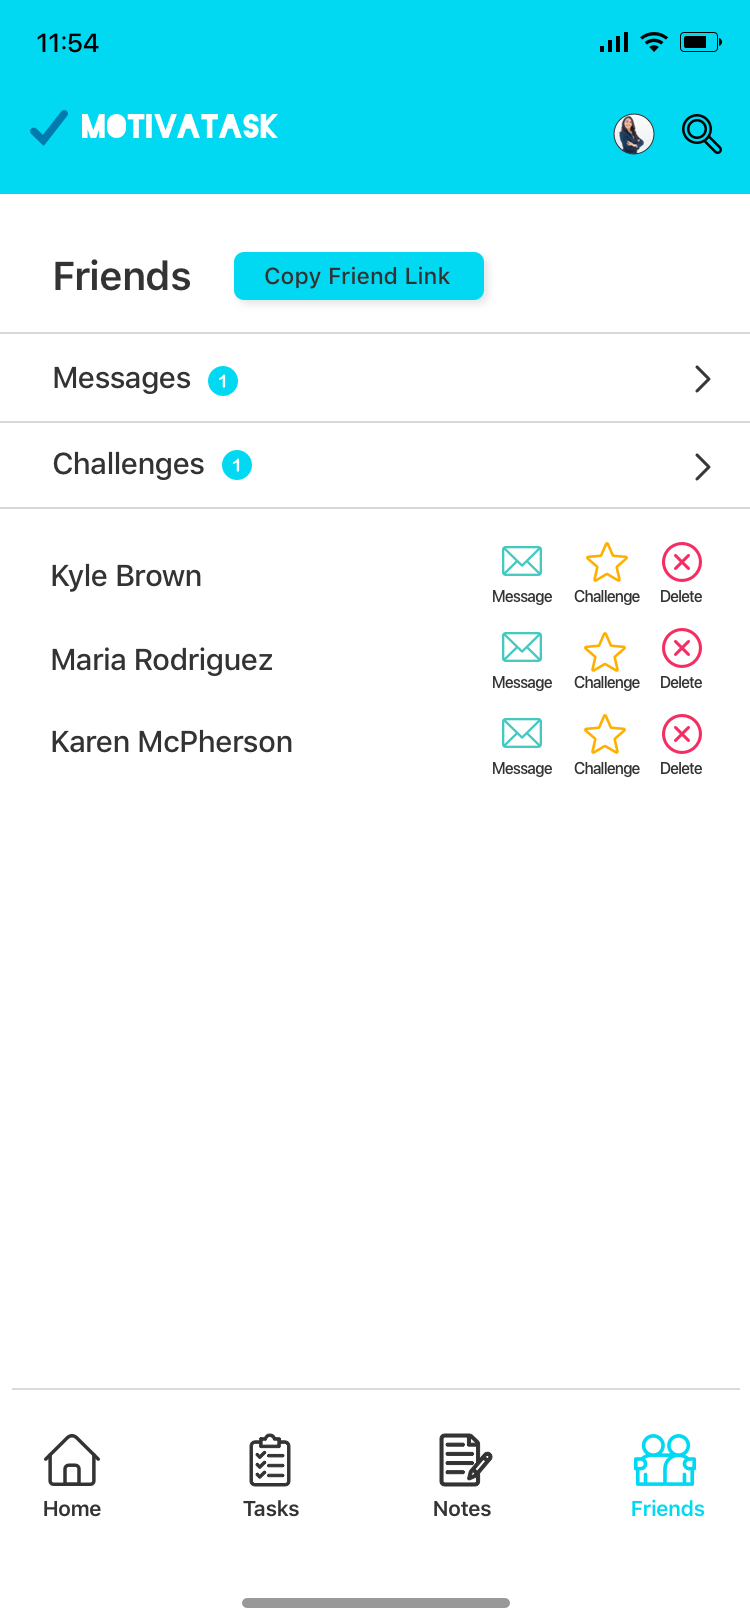 11:54
MOTIVATASK
Friends Copy Friend Link
Messages 1
Challenges 1
Kyle Brown Message Challenge Delete
Maria Rodriguez Message Challenge Delete
Karen McPherson Message Challenge Delete
Home Tasks Notes Friends